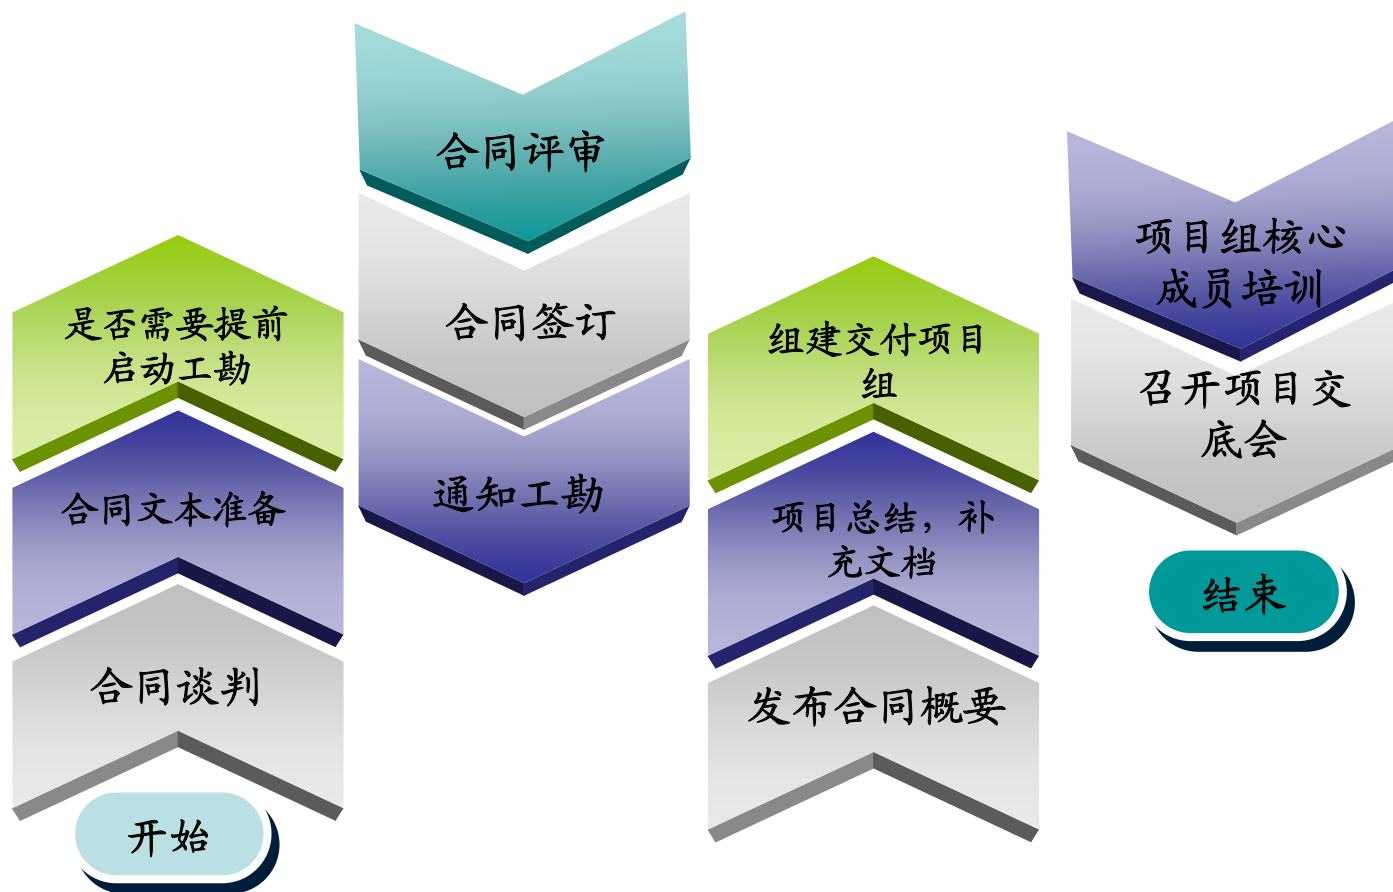 合同评审
合同签订
通知工勘
是否需要提前
启动工勘
合同文本准备
合同谈判
开始
组建交付项目
组
项目总结，补
充文档
发布合同概要
项目组核心
成员培训
召开项目交
底会
结束